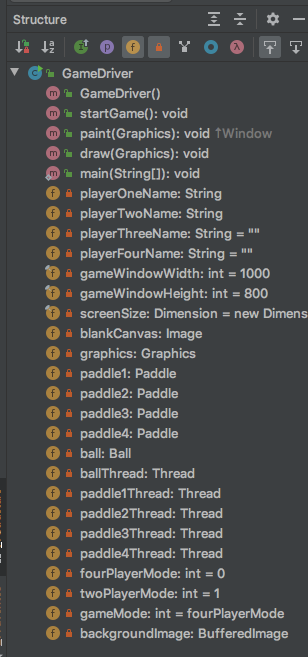 Structure
GameDriver
GameDriver()
startGame(): void
paint(Graphics): void ↑Window
draw(Graphics): void
main(String[]): void
playerOneName: String
playerTwoName: String
playerThreeName: String = ""
playerFourName: String = ""
gameWindowWidth: int = 1000
gameWindowHeight: int = 800
screenSize: Dimension = new Dimens
blankCanvas: Image
graphics: Graphics
paddle1: Paddle
paddle2: Paddle
paddle3: Paddle
paddle4: Paddle
ball: Ball
ballThread: Thread
paddle1Thread: Thread
paddle2Thread: Thread
paddle3Thread: Thread
paddle4Thread: Thread
fourPlayerMode: int = 0
twoPlayerMode: int = 1
gameMode: int = fourPlayerMode
backgroundImage: BufferedImage